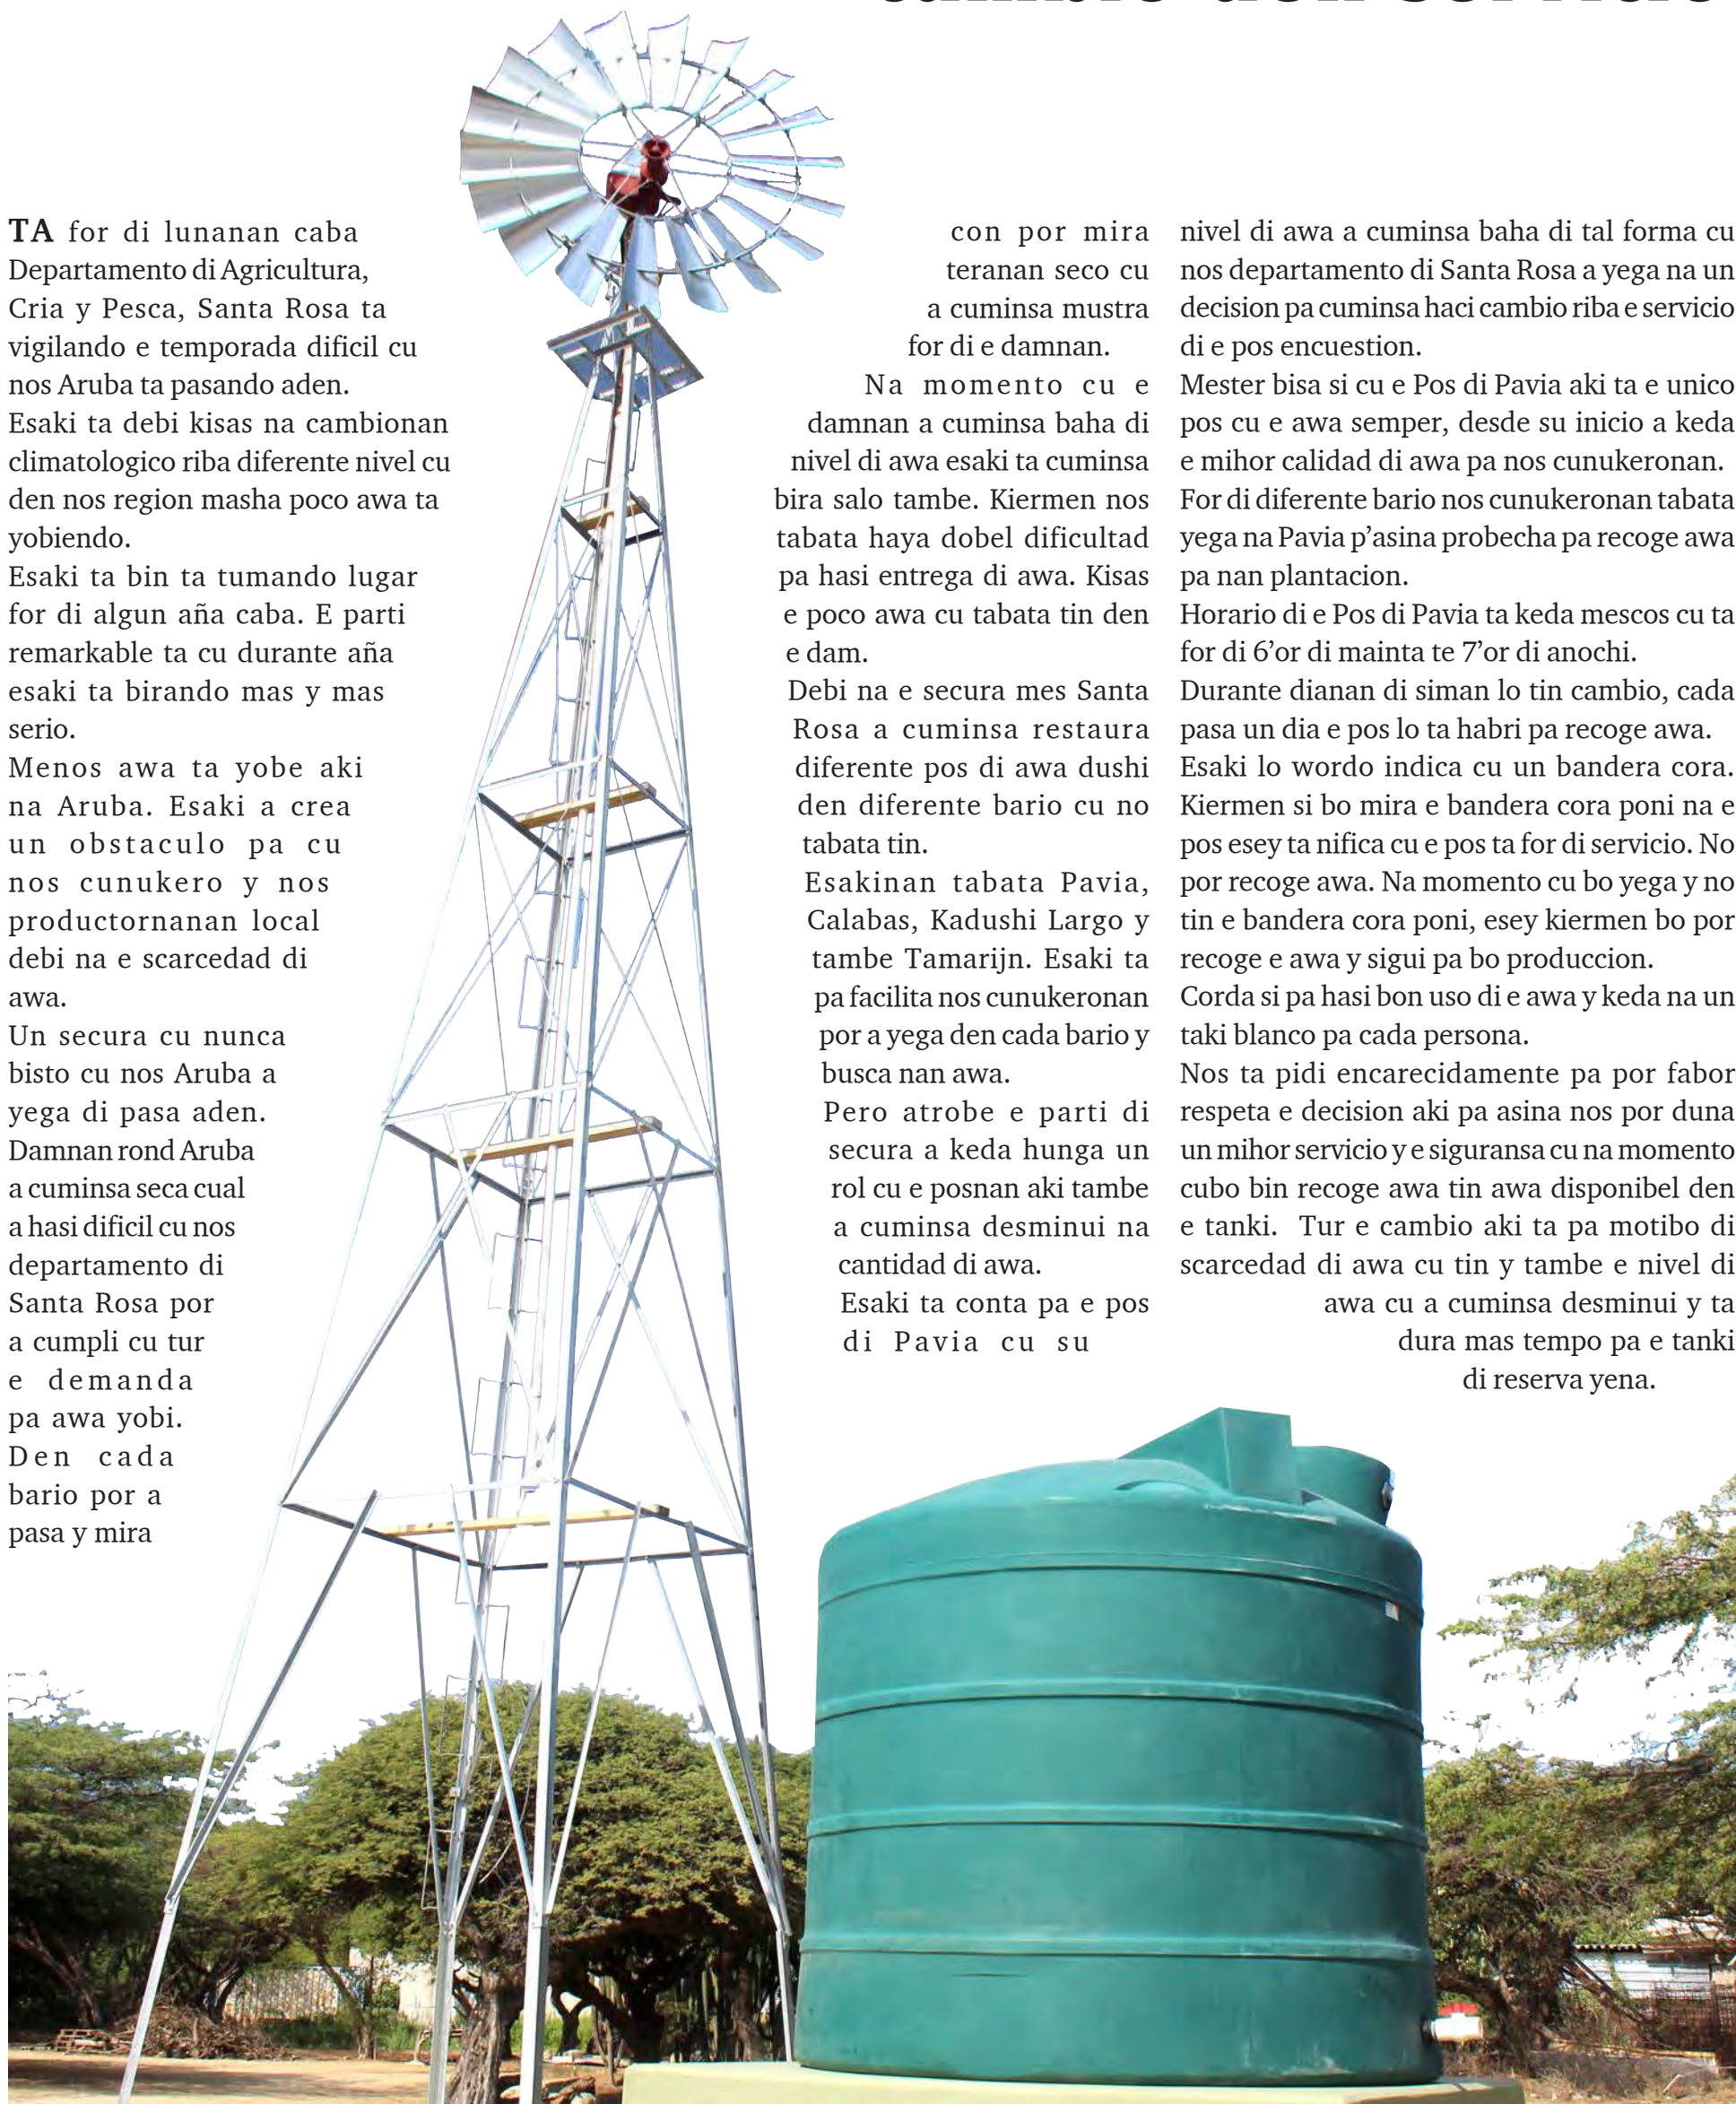 TA for di lunanan caba
Departamento di Agricultura,
Cria y Pesca, Santa Rosa ta
vigilando e temporada dificil cu
nos Aruba ta pasando aden.
Esaki ta debi kisas na cambionan
climatologico riba diferente nivel cu
den nos region masha poco awa ta
yobiendo.
Esaki ta bin ta tumando lugar
for di algun aña caba. E parti
remarkable ta cu durante aña
esaki ta birando mas y mas
serio.
Menos awa ta yobe aki
na Aruba. Esaki a crea
un obstaculo pa cu
nos cunukero y nos
productornanan local
debi na e scarcedad di
awa.
Un secura cu nunca
bisto cu nos Aruba a
yega di pasa aden.
Damnan rond Aruba
a cuminsa seca cual
a hasi dificil cu nos
departamento di
Santa Rosa por
a cumpli cu tur
e demanda
pa awa yobi.
Den cada
bario por a
pasa y mira
con por mira
teranan seco cu
a cuminsa mustra
for di e damnan.
Na momento cu e
damnan a cuminsa baha di
nivel di awa esaki ta cuminsa
bira salo tambe. Kiermen nos
tabata haya dobel dificultad
pa hasi entrega di awa. Kisas
e poco awa cu tabata tin den
e dam.
Debi na e secura mes Santa
Rosa a cuminsa restaura
diferente pos di awa dushi
den diferente bario cu no
tabata tin.
Esakinan tabata Pavia,
Calabas, Kadushi Largo y
tambe Tamarijn. Esaki ta
pa facilita nos cunukeronan
por a yega den cada bario y
busca nan awa.
Pero atrobe e parti di
secura a keda hunga un
rol cu e posnan aki tambe
a cuminsa desminui na
cantidad di awa.
Esaki ta conta pa e pos
di Pavia cu su
nivel di awa a cuminsa baha di tal forma cu
nos departamento di Santa Rosa a yega na un
decision pa cuminsa haci cambio riba e servicio
di e pos encuestion.
Mester bisa si cu e Pos di Pavia aki ta e unico
pos cu e awa semper, desde su inicio a keda
e mihor calidad di awa pa nos cunukeronan.
For di diferente bario nos cunukeronan tabata
yega na Pavia p'asina probecha pa recoge awa
pa nan plantacion.
Horario di e Pos di Pavia ta keda mescos cu ta
for di 6'or di mainta te 7'or di anochi.
Durante dianan di siman lo tin cambio, cada
pasa un dia e pos lo ta habri pa recoge awa.
Esaki lo wordo indica cu un bandera cora.
Kiermen si bo mira e bandera cora poni na e
pos esey ta nifica cu e pos ta for di servicio. No
por recoge awa. Na momento cu bo yega y no
tin e bandera cora poni, esey kiermen bo por
recoge e awa y sigui pa bo produccion.
Corda si pa hasi bon uso di e awa y keda na un
taki blanco pa cada persona.
Nos ta pidi encarecidamente pa por fabor
respeta e decision aki pa asina nos por duna
un mihor servicio y e siguransa cu na momento
cubo bin recoge awa tin awa disponibel den
e tanki. Tur e cambio aki ta pa motibo di
scarcedad di awa cu tin y tambe e nivel di
awa cu a cuminsa desminui y ta
dura mas tempo pa e tanki
di reserva yena.